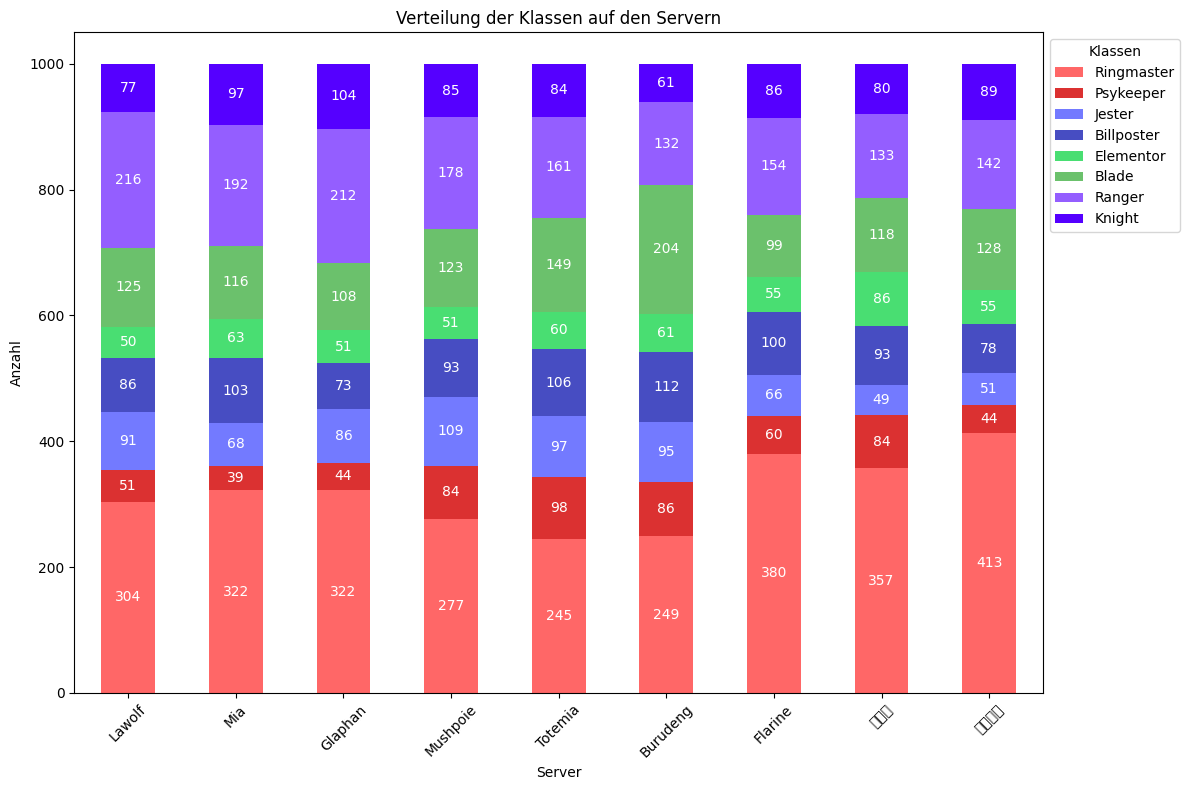 Verteilung der Klassen auf den Servern
Klassen
Ringmaster
Psykeeper
Jester
Billposter
Elementor
Blade
Ranger
Knight
Anzahl
1000
800
600
400
200
0
77 97 104 85 84 61 86 80 89
216 192 212 178 161 132 154 133 142
125 116 108 123 149 204 99 118 128
50 63 51 51 60 61 55 86 55
86 103 73 93 106 112 100 93 78
91 68 86 109 97 95 66 49 51
51 39 44 84 98 86 60 84 44
304 322 322 277 245 249 380 357 413
Lawolf Mia Glaphan Mushpoie Totemia Burudeng Flarine
Server